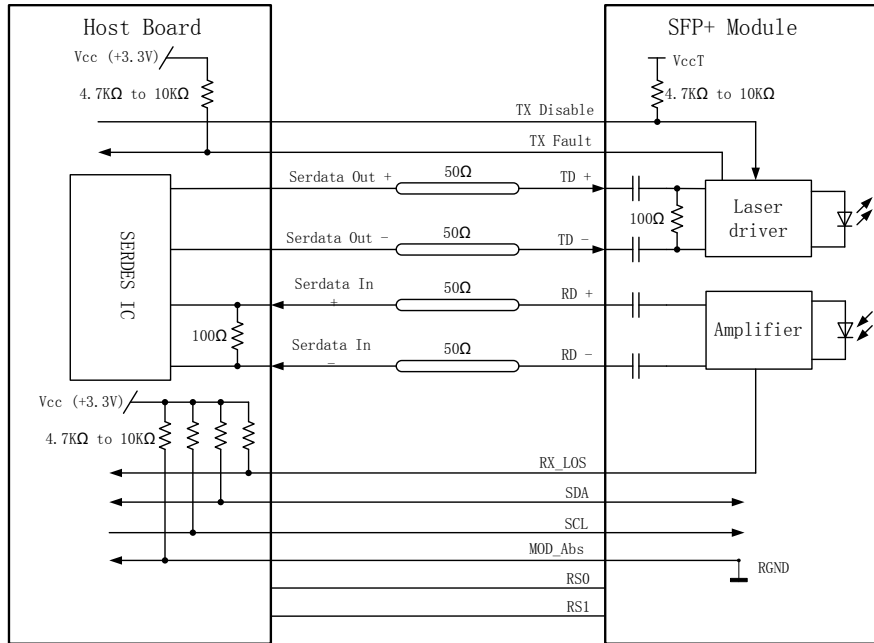 Host Board
SFP+ Module
Vcc (+3.3V)
VccT
4.7KΩ to 10KΩ
4.7KΩ to 10KΩ
TX Disable
TX Fault
Serdata Out +
50Ω
TD +
SERDES IC
100Ω
Laser
driver
Serdata Out -
50Ω
TD -
Serdata In
+
50Ω
RD +
100Ω
Amplifier
Serdata In
-
50Ω
RD -
Vcc (+3.3V)
4.7KΩ to 10KΩ
RX_LOS
SDA
SCL
MOD_Abs
RGND
RS0
RS1